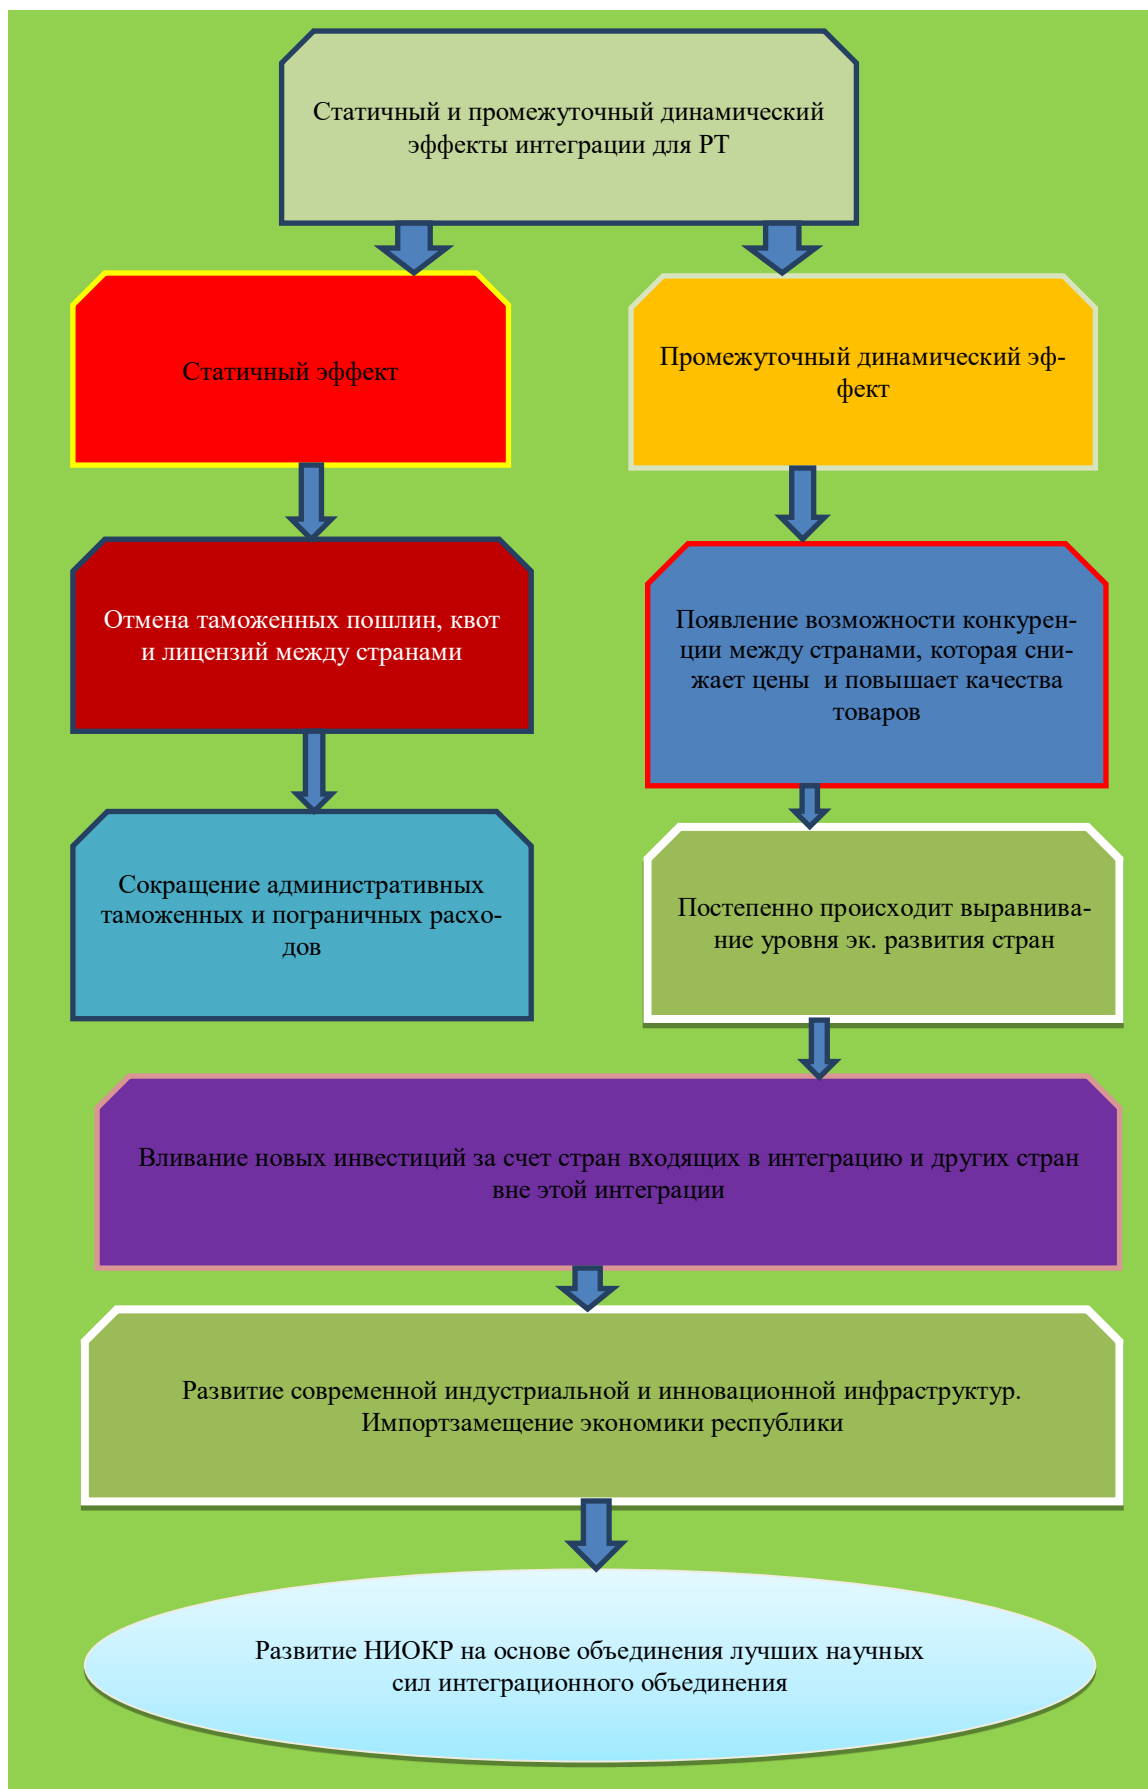 Статичный и промежуточный динамический
эффекты интеграции для РТ
Статичный эффект
Промежуточный динамический эф-
фект
Отмена таможенных пошлин, квот
и лицензий между странами
Появление возможности конкурен-
ции между странами, которая сни-
жает цены и повышает качества
товаров
Сокращение административных
таможенных и пограничных расхо-
дов
Постепенно происходит выравнива-
ние уровня эк. развития стран
Вливание новых инвестиций за счет стран входящих в интеграцию и других стран
вне этой интеграции
Развитие современной индустриальной и инновационной инфраструктур.
Импортзамещение экономики республики
Развитие НИОКР на основе объединения лучших научных
сил интеграционного объединения